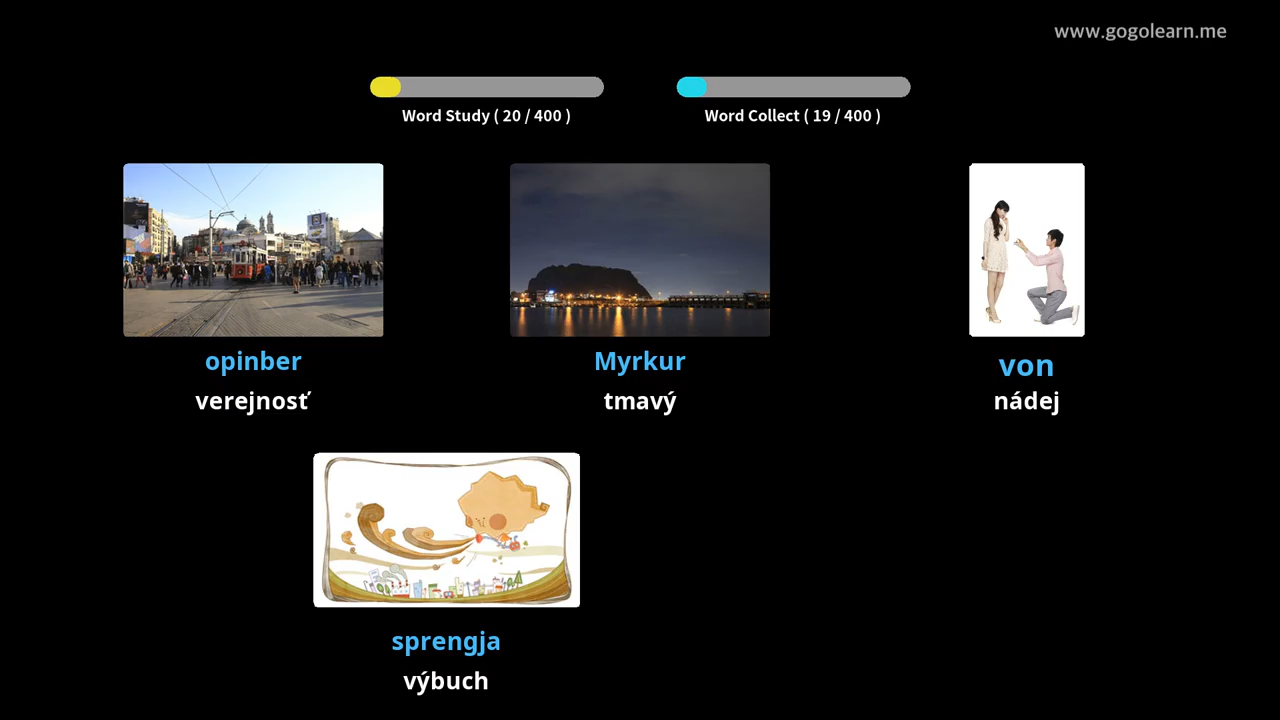 www.gogolearn.me
Word Study ( 20 / 400 )
Word Collect ( 19 / 400 )
opinber
verejnosť
Myrkur
tmavý
von
nádej
sprengja
výbuch